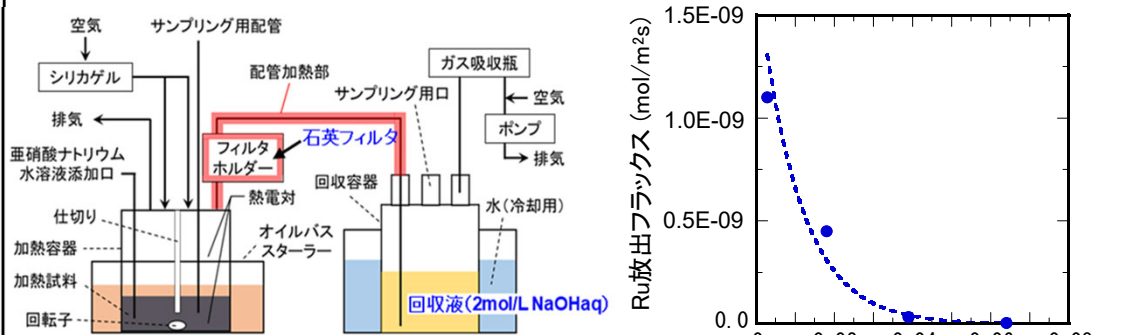 空気
シリカゲル
排気
亜硝酸ナトリウム
水溶液添加口
仕切り
加熱容器
加熱試料
回転子
サンプリング用配管
配管加熱部
フィルタ
ホルダー
石英フィルタ
熱電対
オイルバス
スターラー
サンプリング用口
回収容器
ガス吸収瓶
空気
ポンプ
排気
水(冷却用)
回収液(2mol/L NaOHaq)
Ru放出フラックス (mol/m²s)
1.5E-09
1.0E-09
0.5E-09
0.0